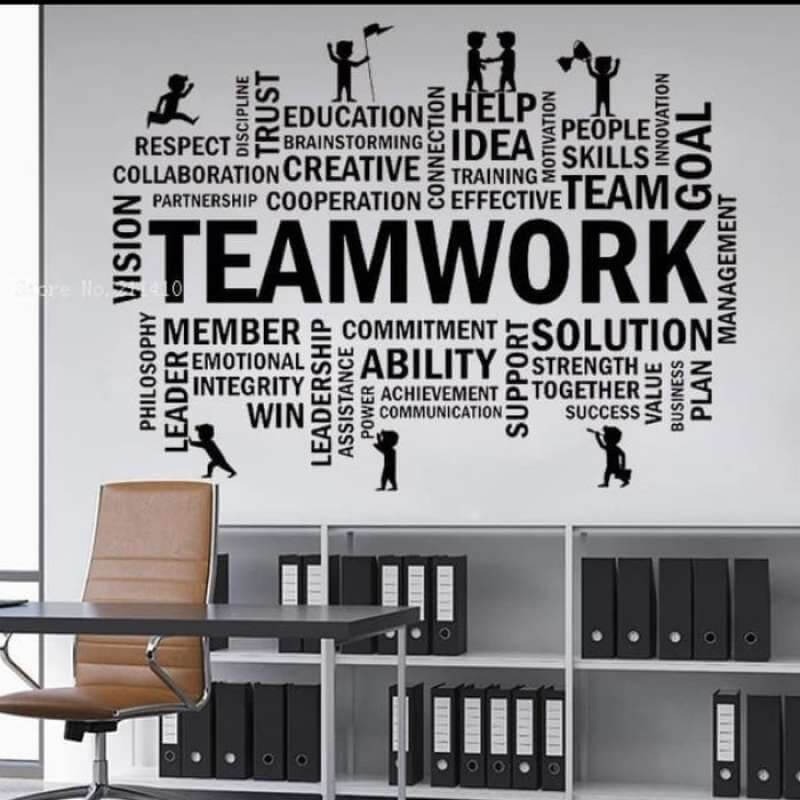 RESPECT
DISCIPLINE
TRUST
EDUCATION
BRAINSTORMING
CREATIVE
COLLABORATION
PARTNERSHIP
COOPERATION
CONNECTION
HELP
IDEA
TRAINING
EFFECTIVE
MOTIVATION
PEOPLE
SKILLS
TEAM
INNOVATION
GOAL
VISION
TEAMWORK
MANAGEMENT
Store No. 211410
PHILOSOPHY
LEADER
MEMBER
EMOTIONAL
INTEGRITY
WIN
LEADERSHIP
ASSISTANCE
COMMITMENT
ABILITY
POWER
ACHIEVEMENT
COMMUNICATION
SUPPORT
SOLUTION
STRENGTH
TOGETHER
SUCCESS
VALUE
BUSINESS
PLAN